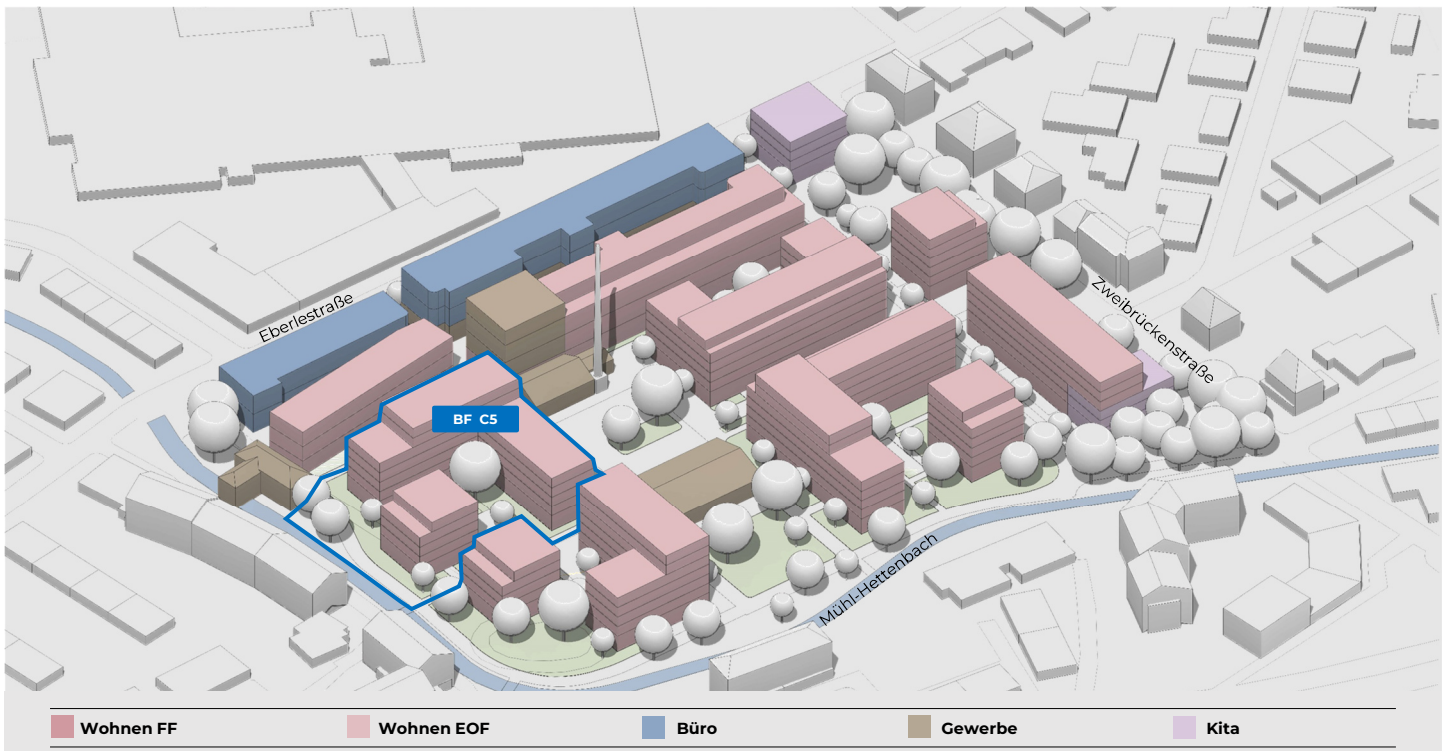 Eberlestraße
Zweibrückenstraße
BF C5
Mühl-Hettenbach
Wohnen FF
Wohnen EOF
Büro
Gewerbe
Kita